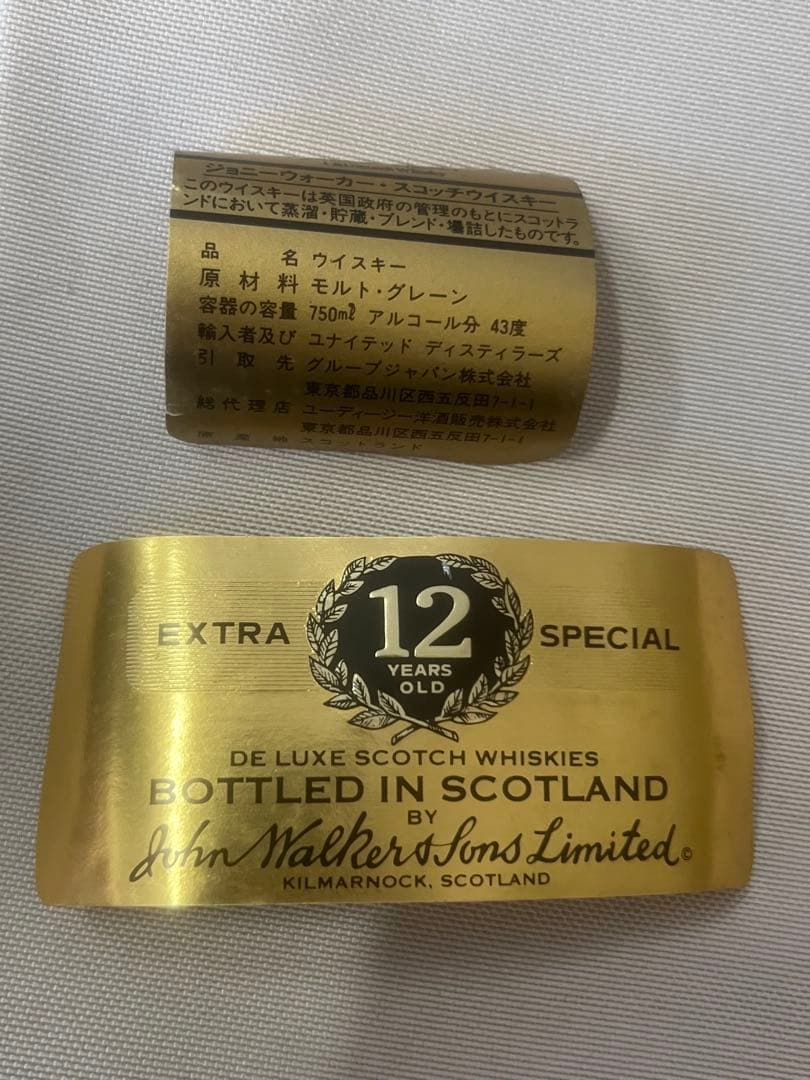 ジョニーウォーカー・スコッチウイスキー
このウイスキーは英国政府の管理のもとにスコットラ
ンドにおいて蒸溜・貯蔵・ブレンド・壜詰したものです。
品 名 ウイスキー
原材料 モルト・グレーン
容器の容量 750mℓ アルコール分 43度
輸入者及び ユナイテッド ディスティラーズ
引取先 グループジャパン株式会社
東京都品川区西五反田7-1-1
総代理店 ユーディージー洋酒販売株式会社
東京都品川区西五反田7-1-1
原産地 スコットランド
EXTRA 12 SPECIAL
YEARS
OLD
DE LUXE SCOTCH WHISKIES
BOTTLED IN SCOTLAND
BY
John Walker & Sons Limited ©
KILMARNOCK, SCOTLAND